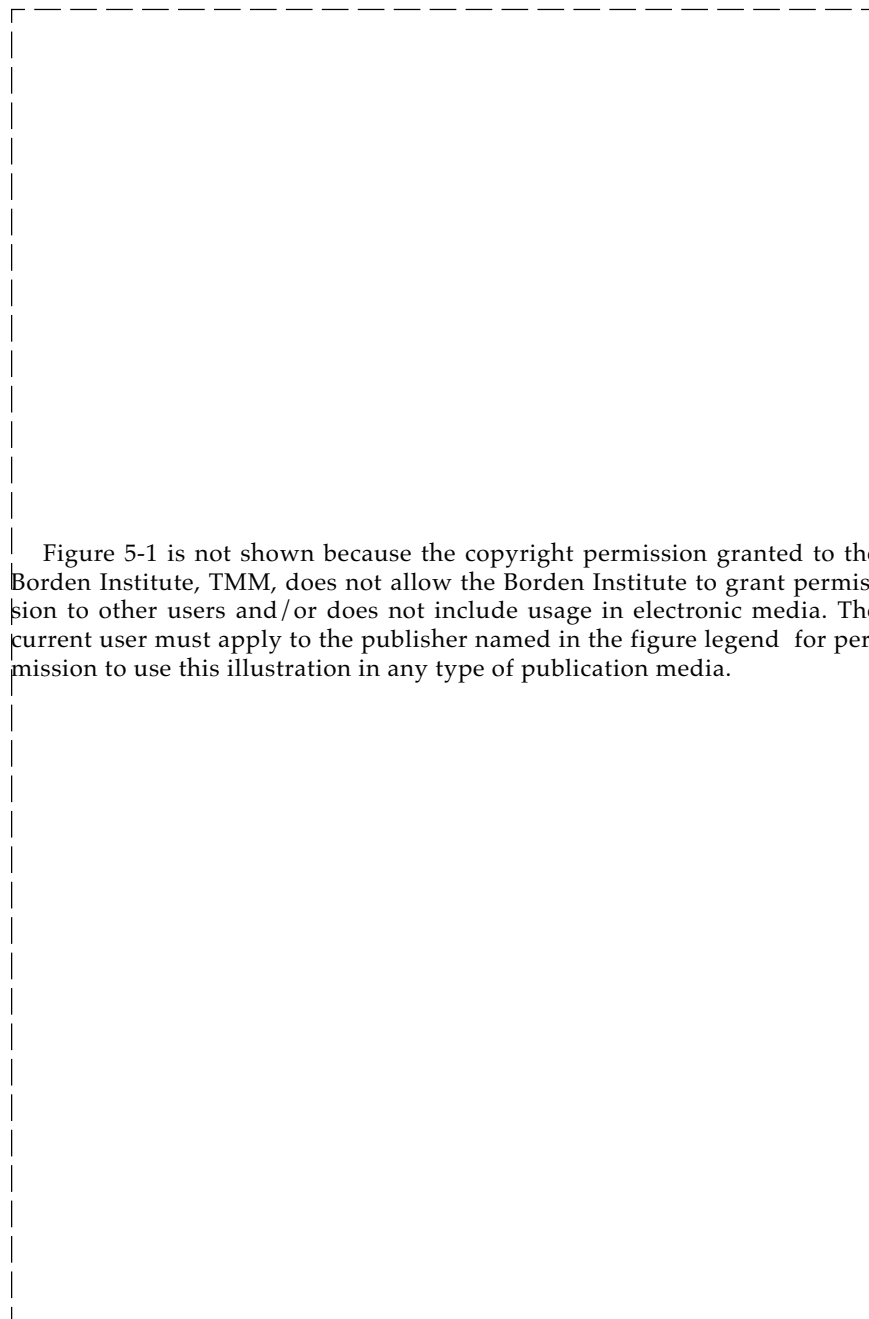 Figure 5-1 is not shown because the copyright permission granted to the
Borden Institute, TMM, does not allow the Borden Institute to grant permis
sion to other users and/or does not include usage in electronic media. The
current user must apply to the publisher named in the figure legend for per
mission to use this illustration in any type of publication media.